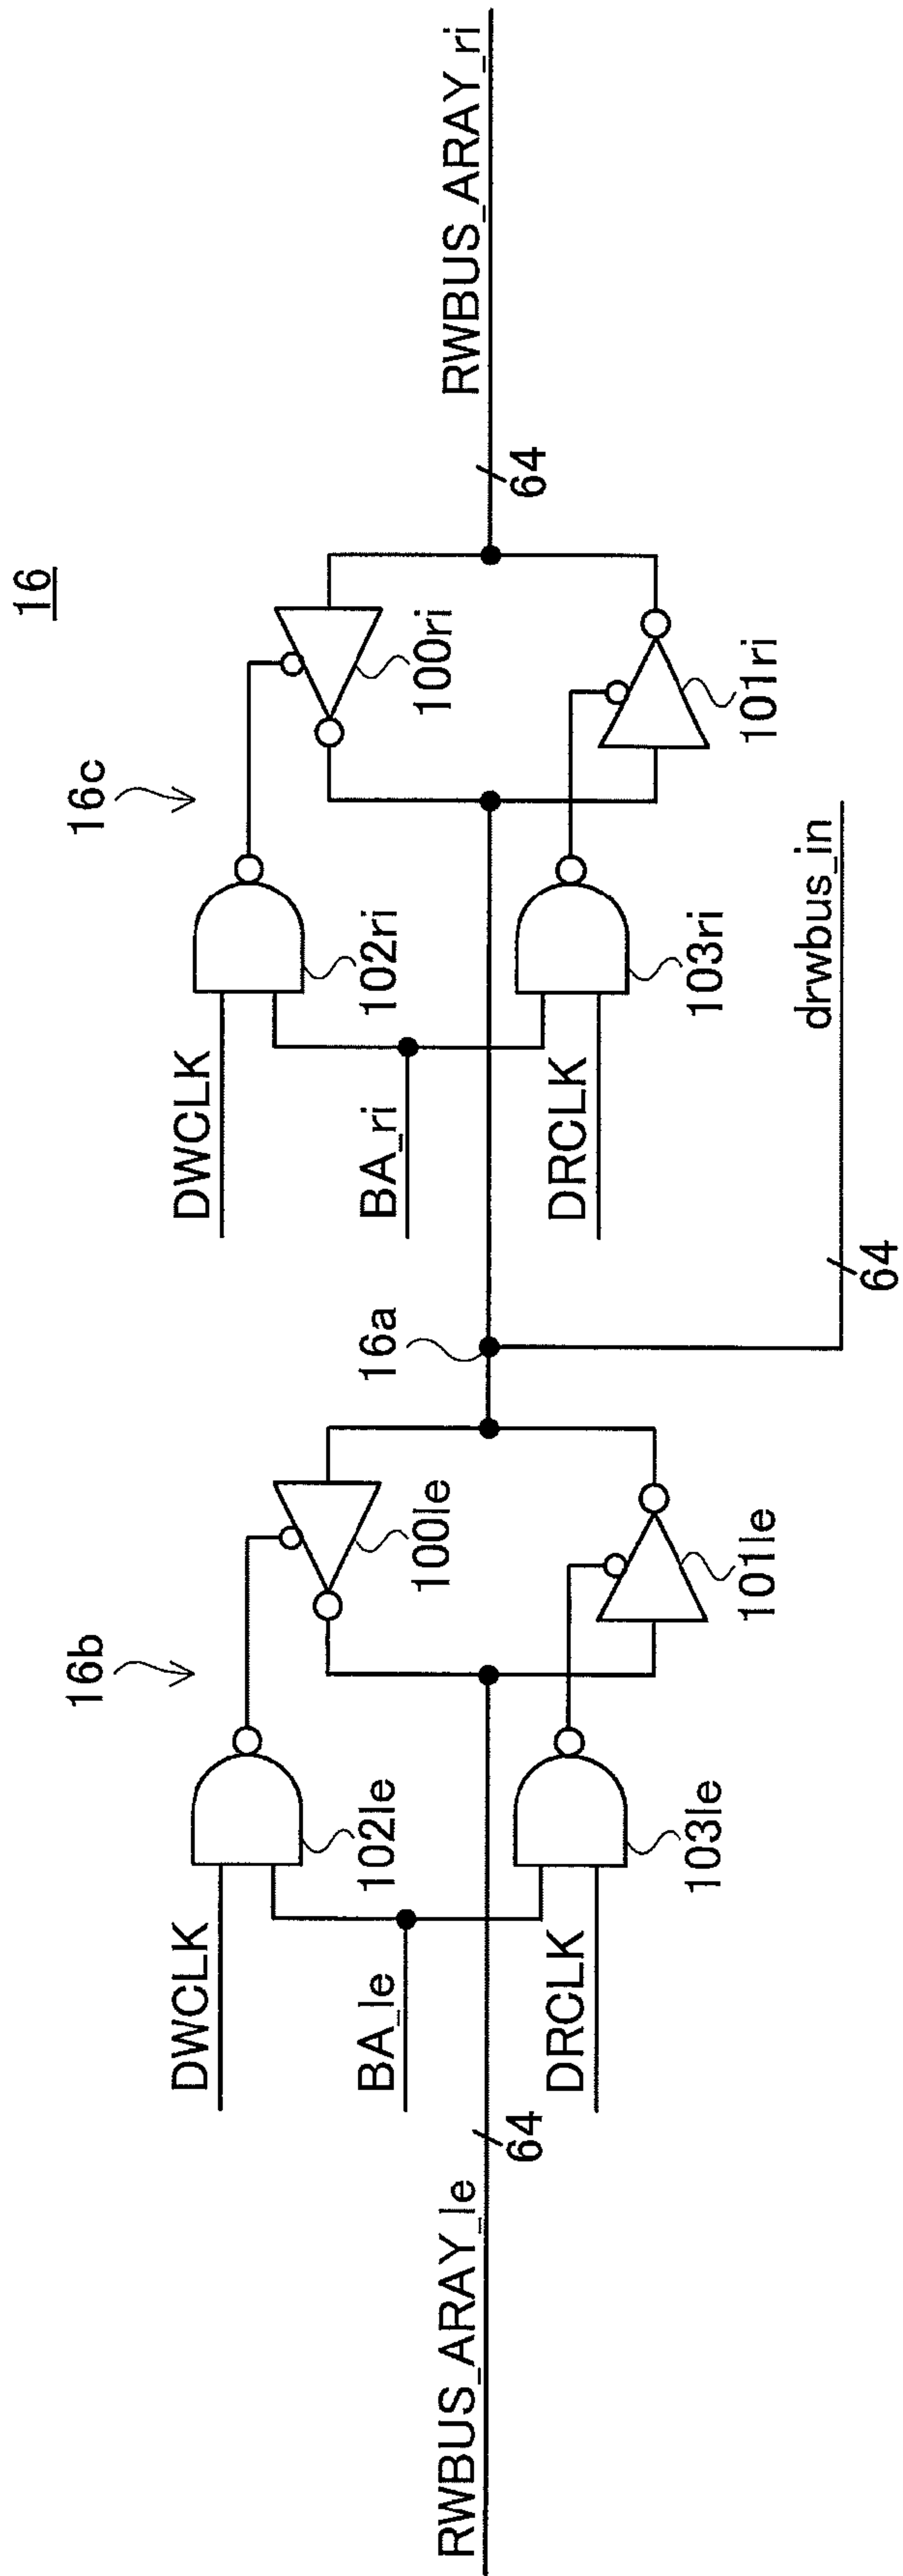 16
16b
16c
DWCLK
102le
100le
BA_le
DRCLK
103le
101le
RWBUS_ARAY_le
64
16a
DWCLK
102ri
100ri
BA_ri
DRCLK
103ri
101ri
64
RWBUS_ARAY_ri
64
drwbus_in